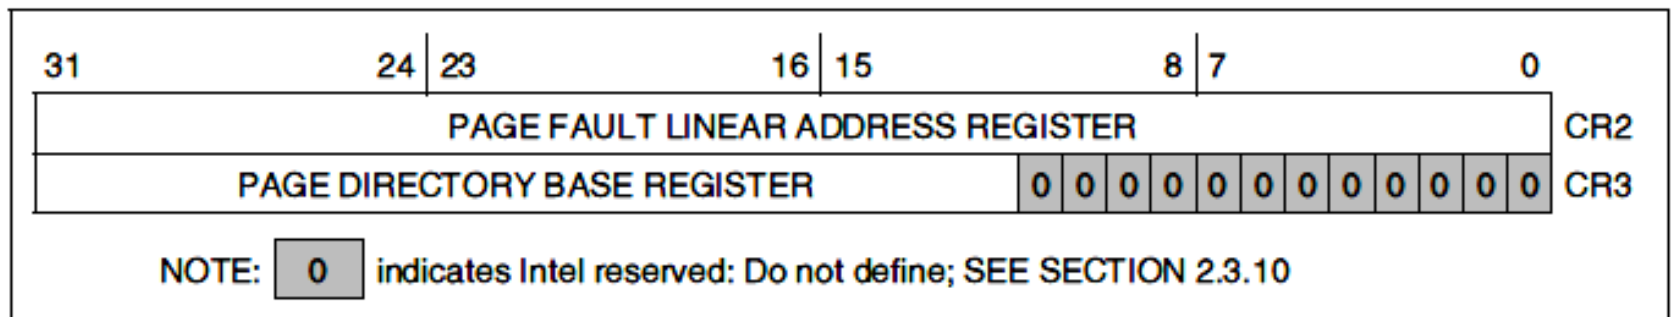 31 24 23 16 15 8 7 0
PAGE FAULT LINEAR ADDRESS REGISTER CR2
PAGE DIRECTORY BASE REGISTER 0 0 0 0 0 0 0 0 0 0 0 0 CR3
NOTE: 0 indicates Intel reserved: Do not define; SEE SECTION 2.3.10